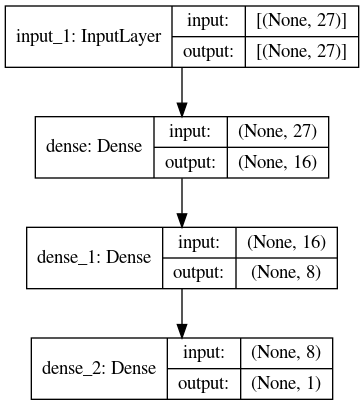 input_1: InputLayer
input: [(None, 27)]
output: [(None, 27)]
dense: Dense
input: (None, 27)
output: (None, 16)
dense_1: Dense
input: (None, 16)
output: (None, 8)
dense_2: Dense
input: (None, 8)
output: (None, 1)